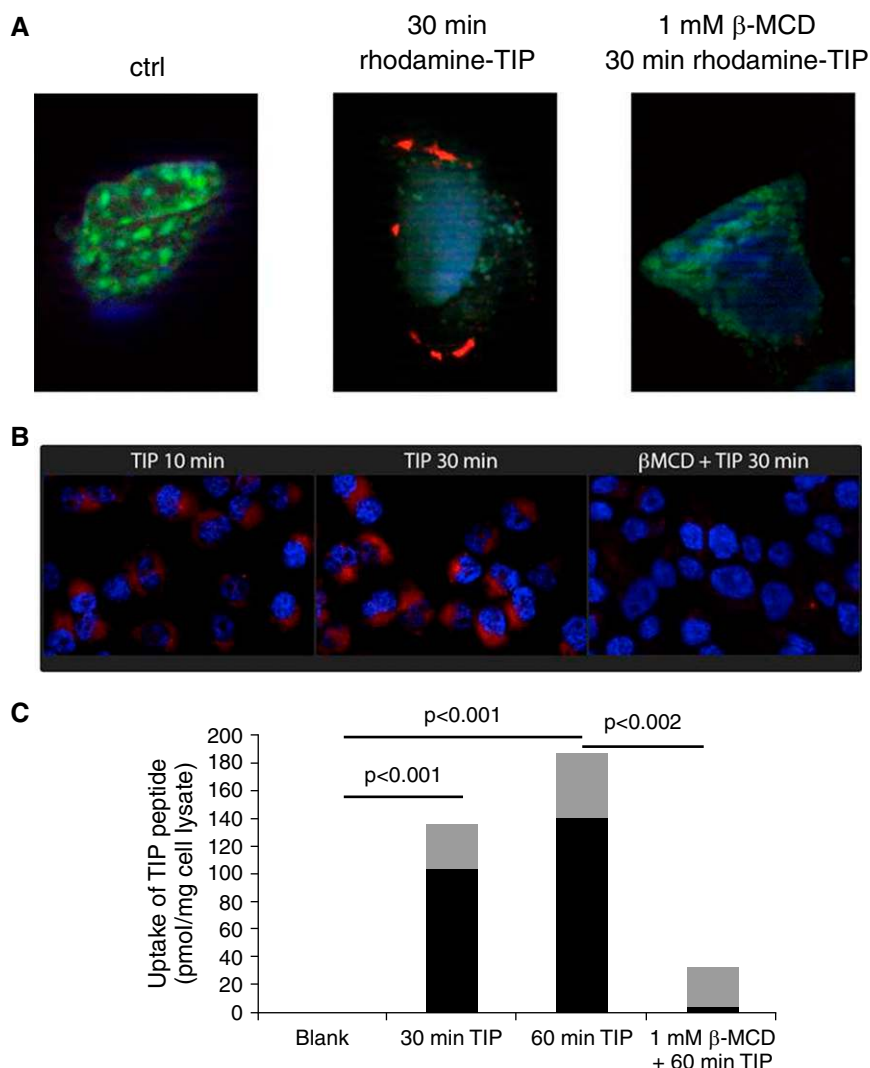 A
ctrl
30 min
rhodamine-TIP
1 mM β-MCD
30 min rhodamine-TIP
B
TIP 10 min
TIP 30 min
βMCD + TIP 30 min
C
Uptake of TIP peptide
(pmol/mg cell lysate)
200
180
160
140
120
100
80
60
40
20
0
p<0.001
p<0.002
p<0.001
Blank
30 min TIP
60 min TIP
1 mM β-MCD
+ 60 min TIP